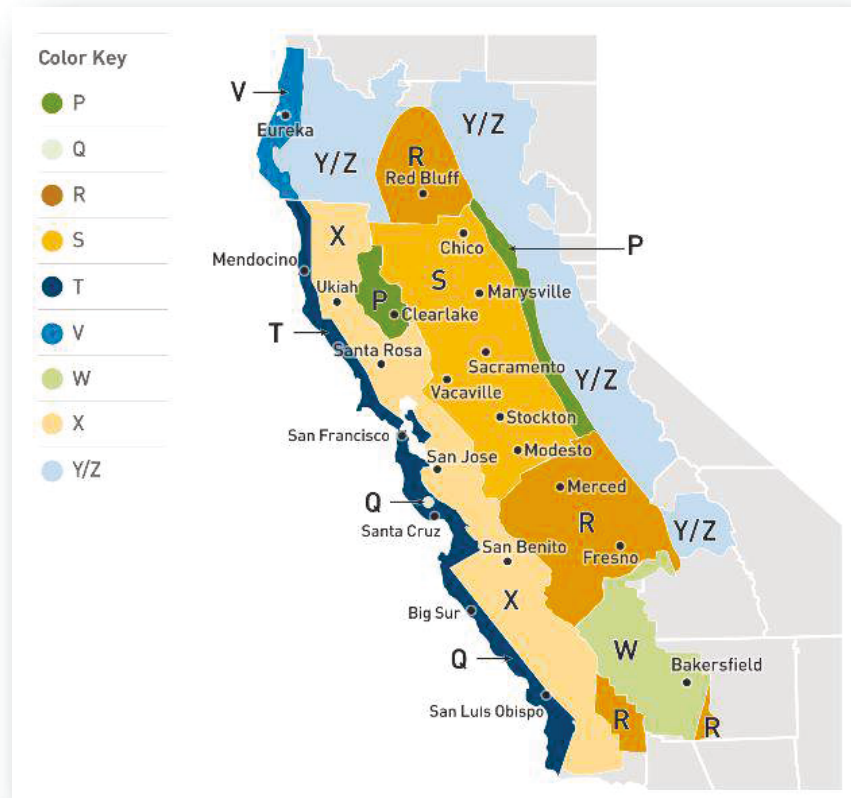 Color Key
P
Q
R
S
T
V
W
X
Y/Z
V
Eureka
Y/Z
Y/Z
R
Red Bluff
X
Chico
P
Mendocino
S
Ukiah
P
Marysville
Clearlake
T
Santa Rosa
Sacramento
Y/Z
Vacaville
Stockton
San Francisco
Modesto
San Jose
Merced
Q
Santa Cruz
R
Y/Z
San Benito
Fresno
X
Big Sur
Q
W
Bakersfield
San Luis Obispo
R
R